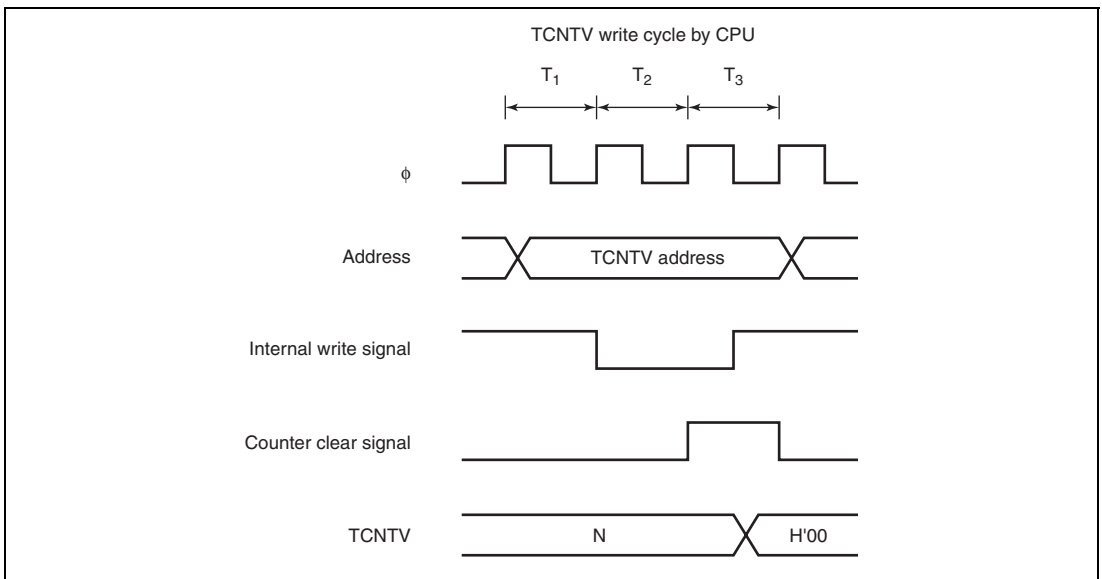 TCNTV write cycle by CPU
T₁ T₂ T₃
ϕ
Address TCNTV address
Internal write signal
Counter clear signal
TCNTV N H'00